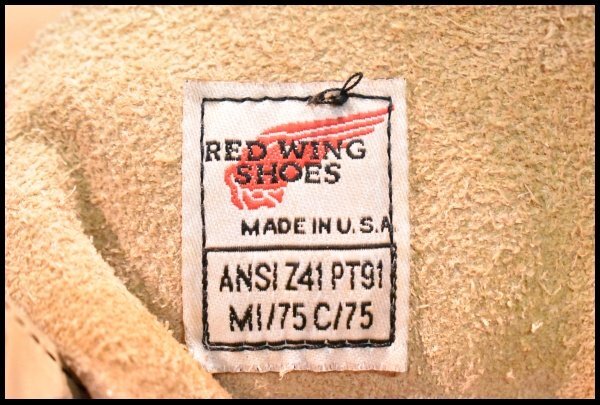 RED WING
SHOES
MADE IN U.S.A
ANSI Z41 PT91
MI/75 C/75